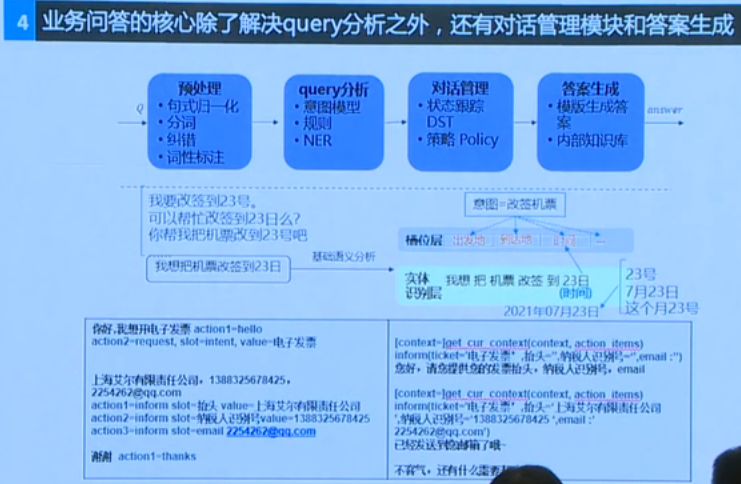 4 业务问答的核心除了解决query分析之外，还有对话管理模块和答案生成
Q
预处理
• 句式归一化
• 分词
• 纠错
• 词性标注
query分析
• 意图模型
• 规则
• NER
对话管理
• 状态跟踪
DST
• 策略 Policy
答案生成
• 模版生成答
案
• 内部知识库
answer
我要改签到23号。
可以帮忙改签到23日么?
你帮我把机票改到23号吧
我想把机票改签到23日
基础语义分析
意图=改签机票
槽位层 出发地 | 到达地 | 时间 | ...
实体
识别层
我想 把 机票 改签 到 23日
(时间)
2021年07月23日
23号
7月23日
这个月23号
你好,我想开电子发票 action1=hello
action2=request, slot=intent, value=电子发票
上海艾尔有限责任公司，1388325678425，
2254262@qq.com
action1=inform slot=抬头 value=上海艾尔有限责任公司
action2=inform slot=纳税人识别号value=1388325678425
action3=inform slot=email 2254262@qq.com
谢谢 action1=thanks
[context=]get_cur_context(context, action_items)
inform(ticket='电子发票' ,抬头='',纳税人识别号='',email :'')
您好，请您提供您的发票抬头，纳税人识别号，email
[context=]get_cur_context(context, action_items)
inform(ticket='电子发票' ,抬头='上海艾尔有限责任公司
',纳税人识别号='1388325678425 ',email :'
2254262@qq.com')
已经发送到您邮箱了哦~
不客气，还有什么需要